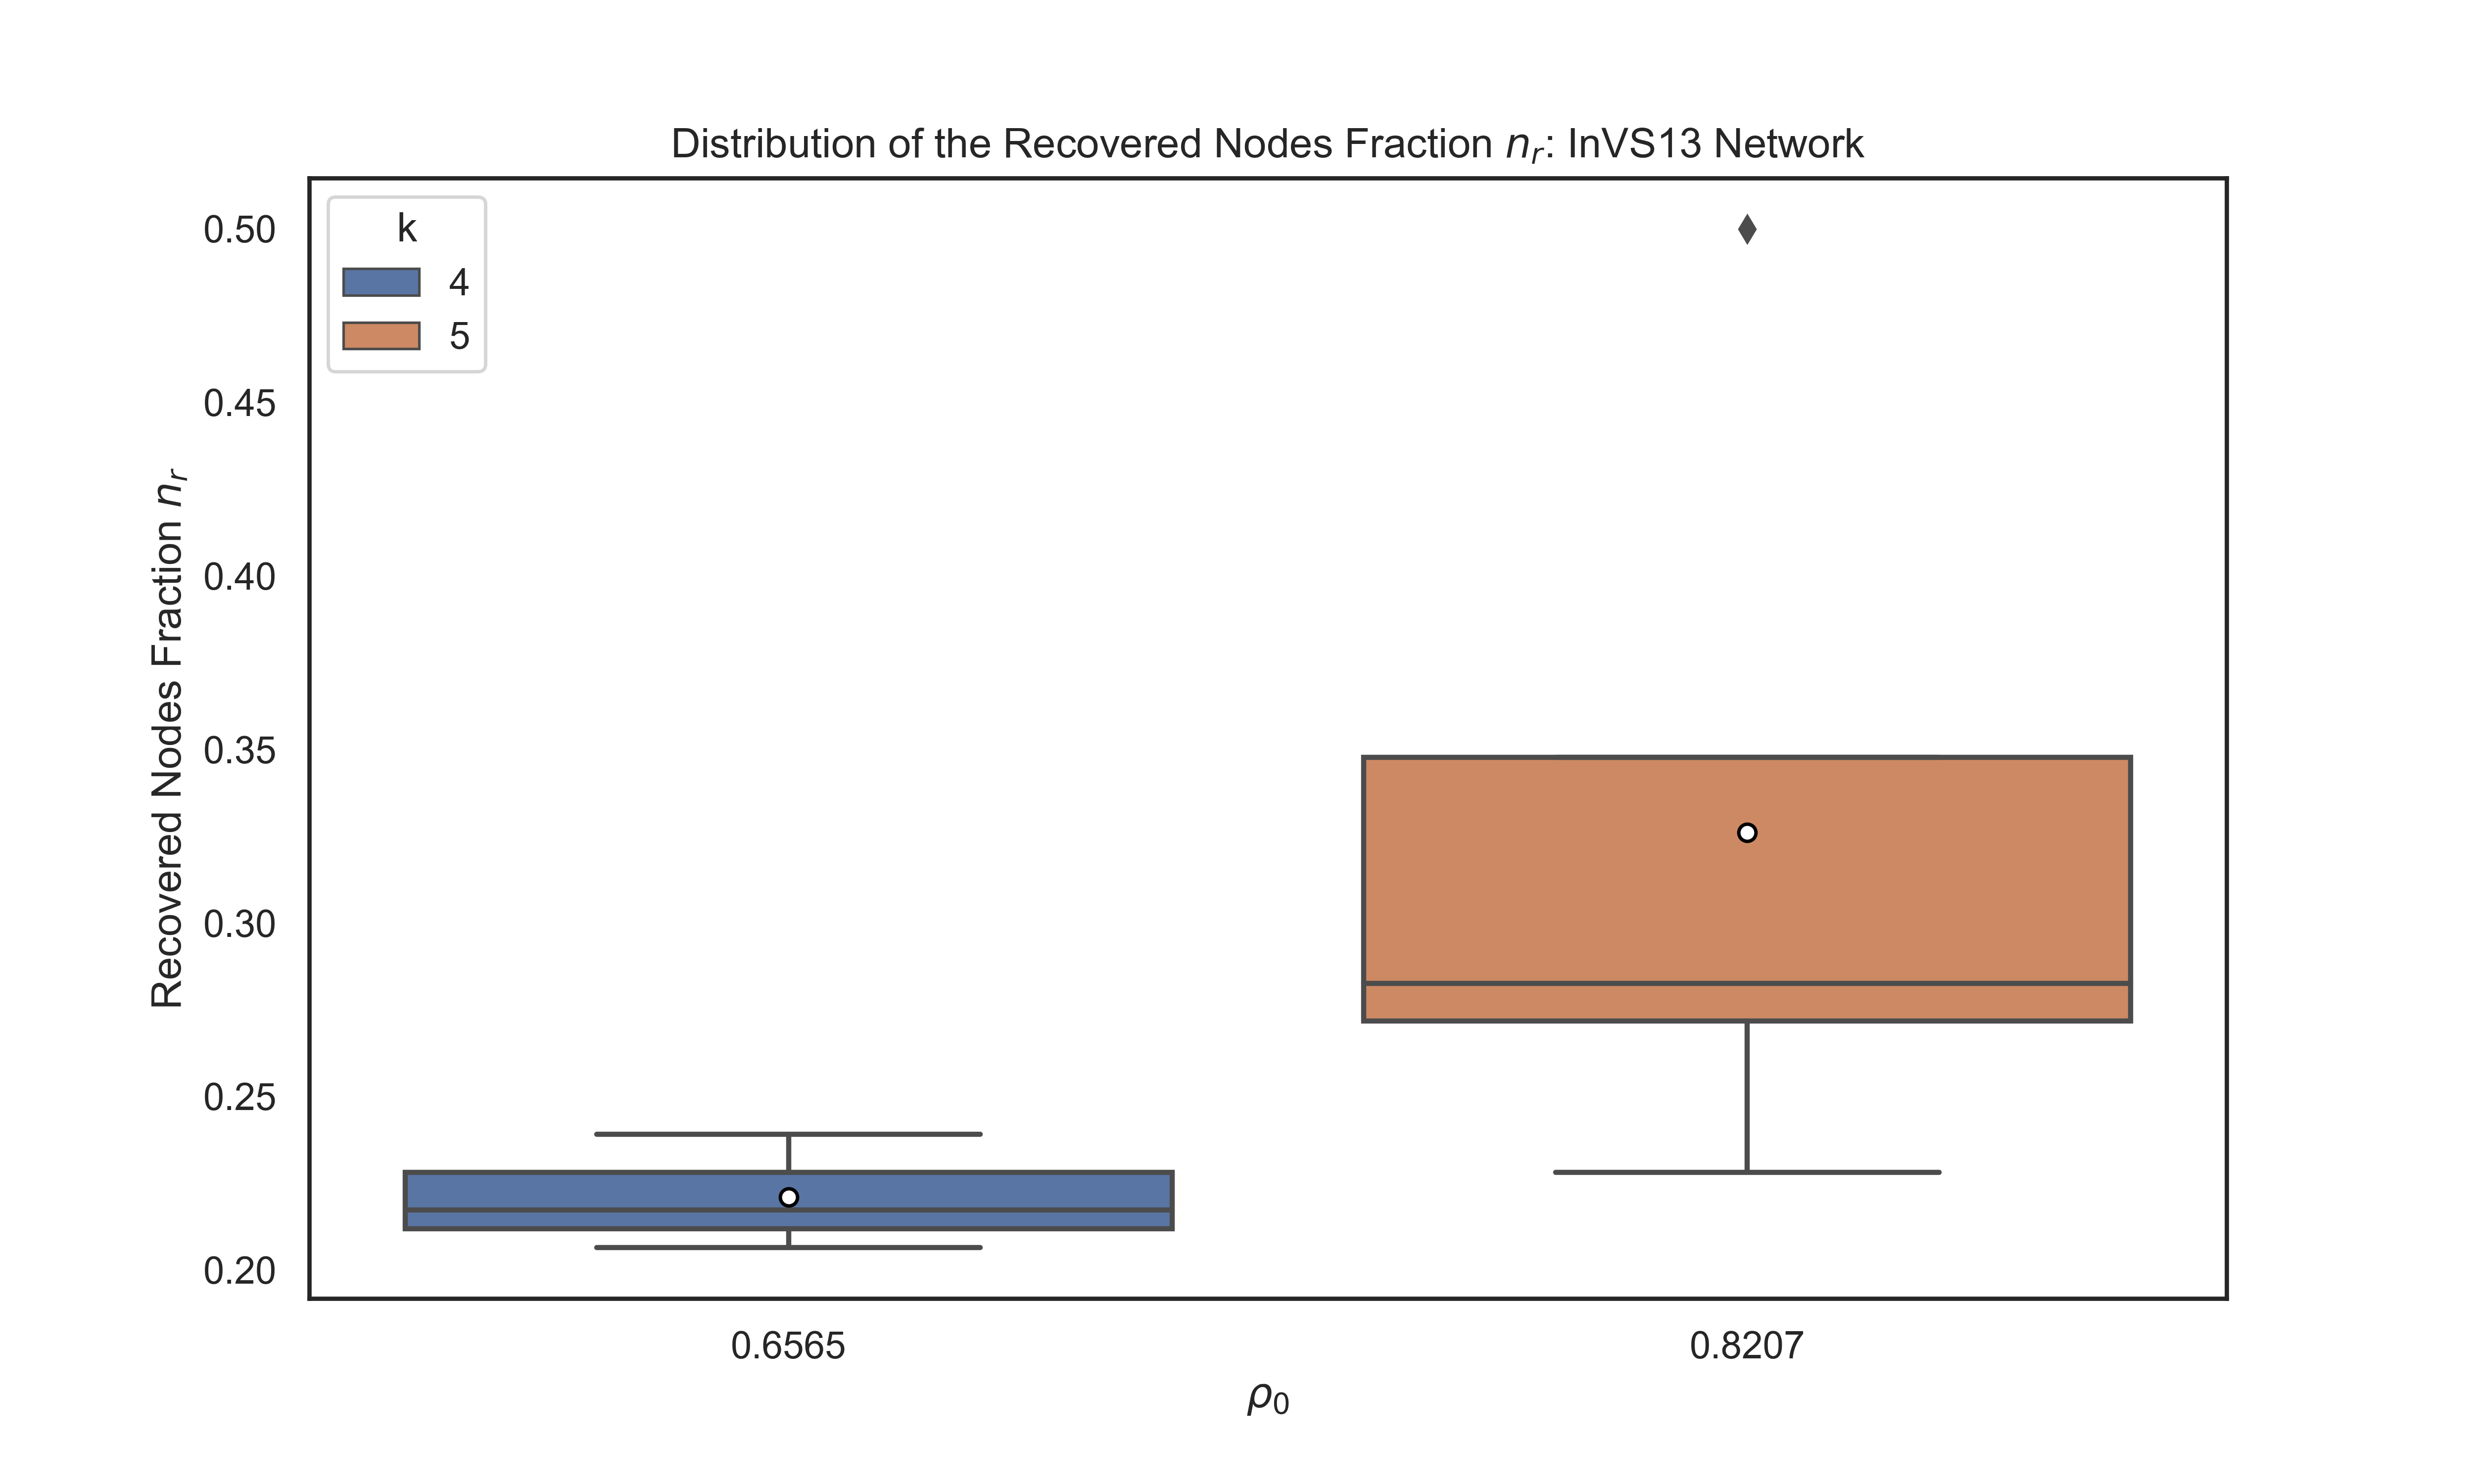 Distribution of the Recovered Nodes Fraction nᵣ: InVS13 Network
k
4
5
0.50
0.45
0.40
0.35
0.30
0.25
0.20
Recovered Nodes Fraction nᵣ
0.6565
0.8207
ρ₀